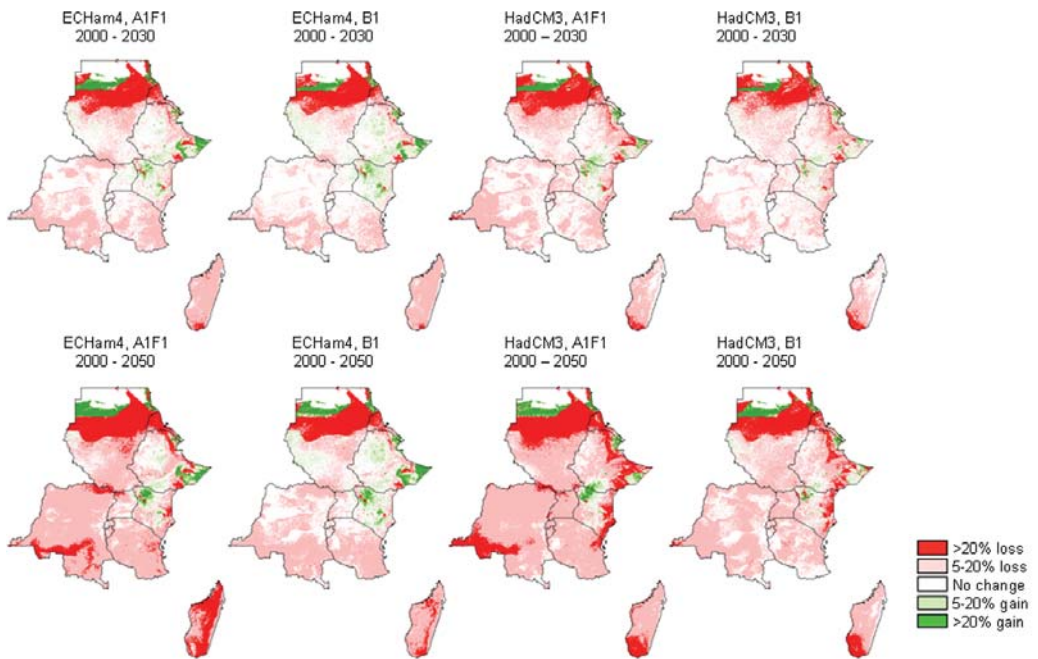 ECHam4, A1F1
2000 - 2030
ECHam4, B1
2000 - 2030
HadCM3, A1F1
2000 – 2030
HadCM3, B1
2000 - 2030
ECHam4, A1F1
2000 - 2050
ECHam4, B1
2000 - 2050
HadCM3, A1F1
2000 – 2050
HadCM3, B1
2000 - 2050
>20% loss
5-20% loss
No change
5-20% gain
>20% gain